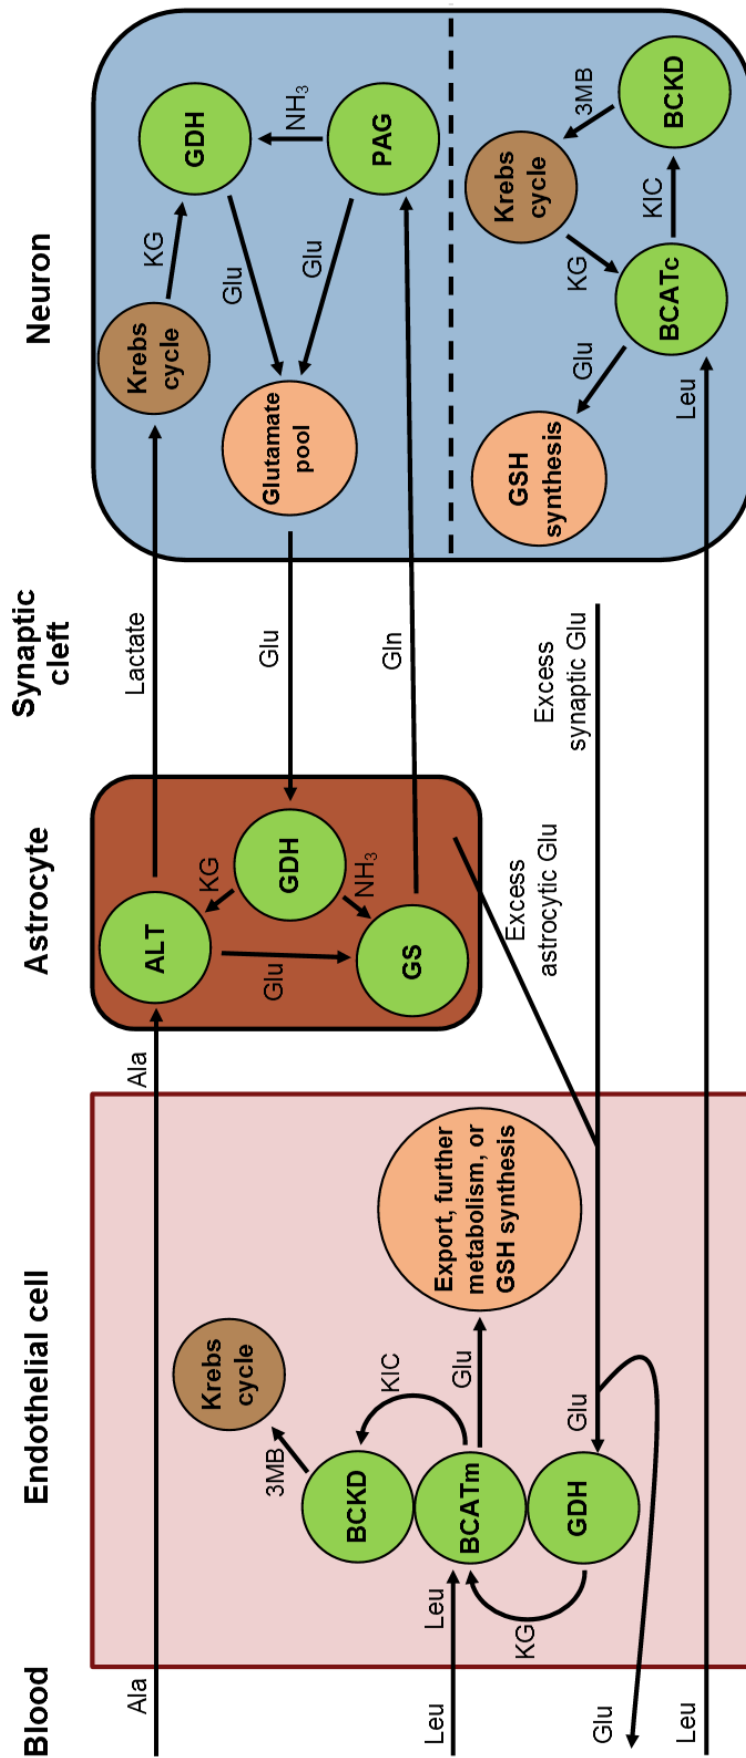 Blood
Endothelial cell
Astrocyte
Synaptic
cleft
Neuron
Ala
Ala
ALT
KG
GDH
Glu
NH₃
GS
Lactate
Glu
Gln
Krebs
cycle
KG
GDH
NH₃
PAG
Glu
Glu
Glutamate
pool
Krebs
cycle
3MB
BCKD
KIC
Leu
Leu
BCATm
Glu
Export, further
metabolism, or
GSH synthesis
KG
GDH
Glu
Glu
Excess
astrocytic Glu
Excess
synaptic Glu
Krebs
cycle
3MB
BCKD
KG
KIC
BCATc
Glu
GSH
synthesis
Leu
Leu